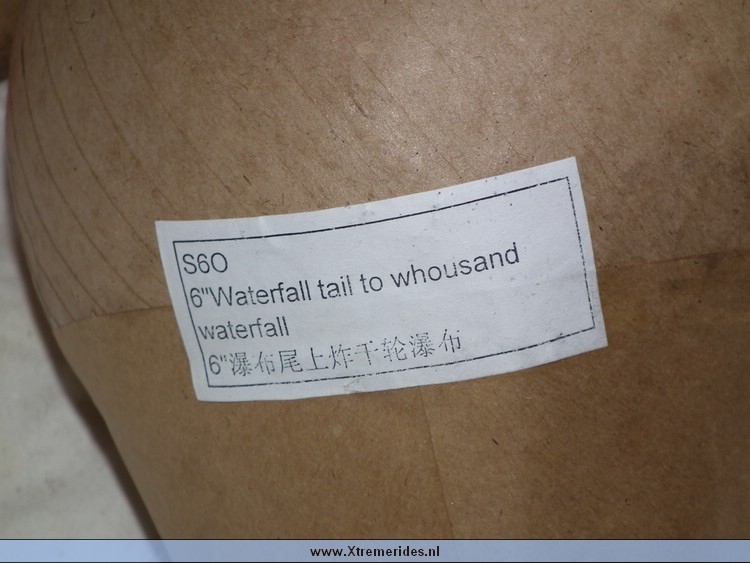 S6O
6"Waterfall tail to whousand
waterfall
6"瀑布尾上炸千轮瀑布
www.Xtremerides.nl